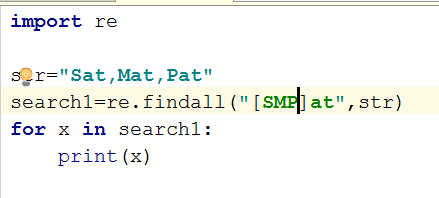 import re
str="Sat,Mat,Pat"
search1=re.findall("[SMP]at",str)
for x in search1:
    print(x)